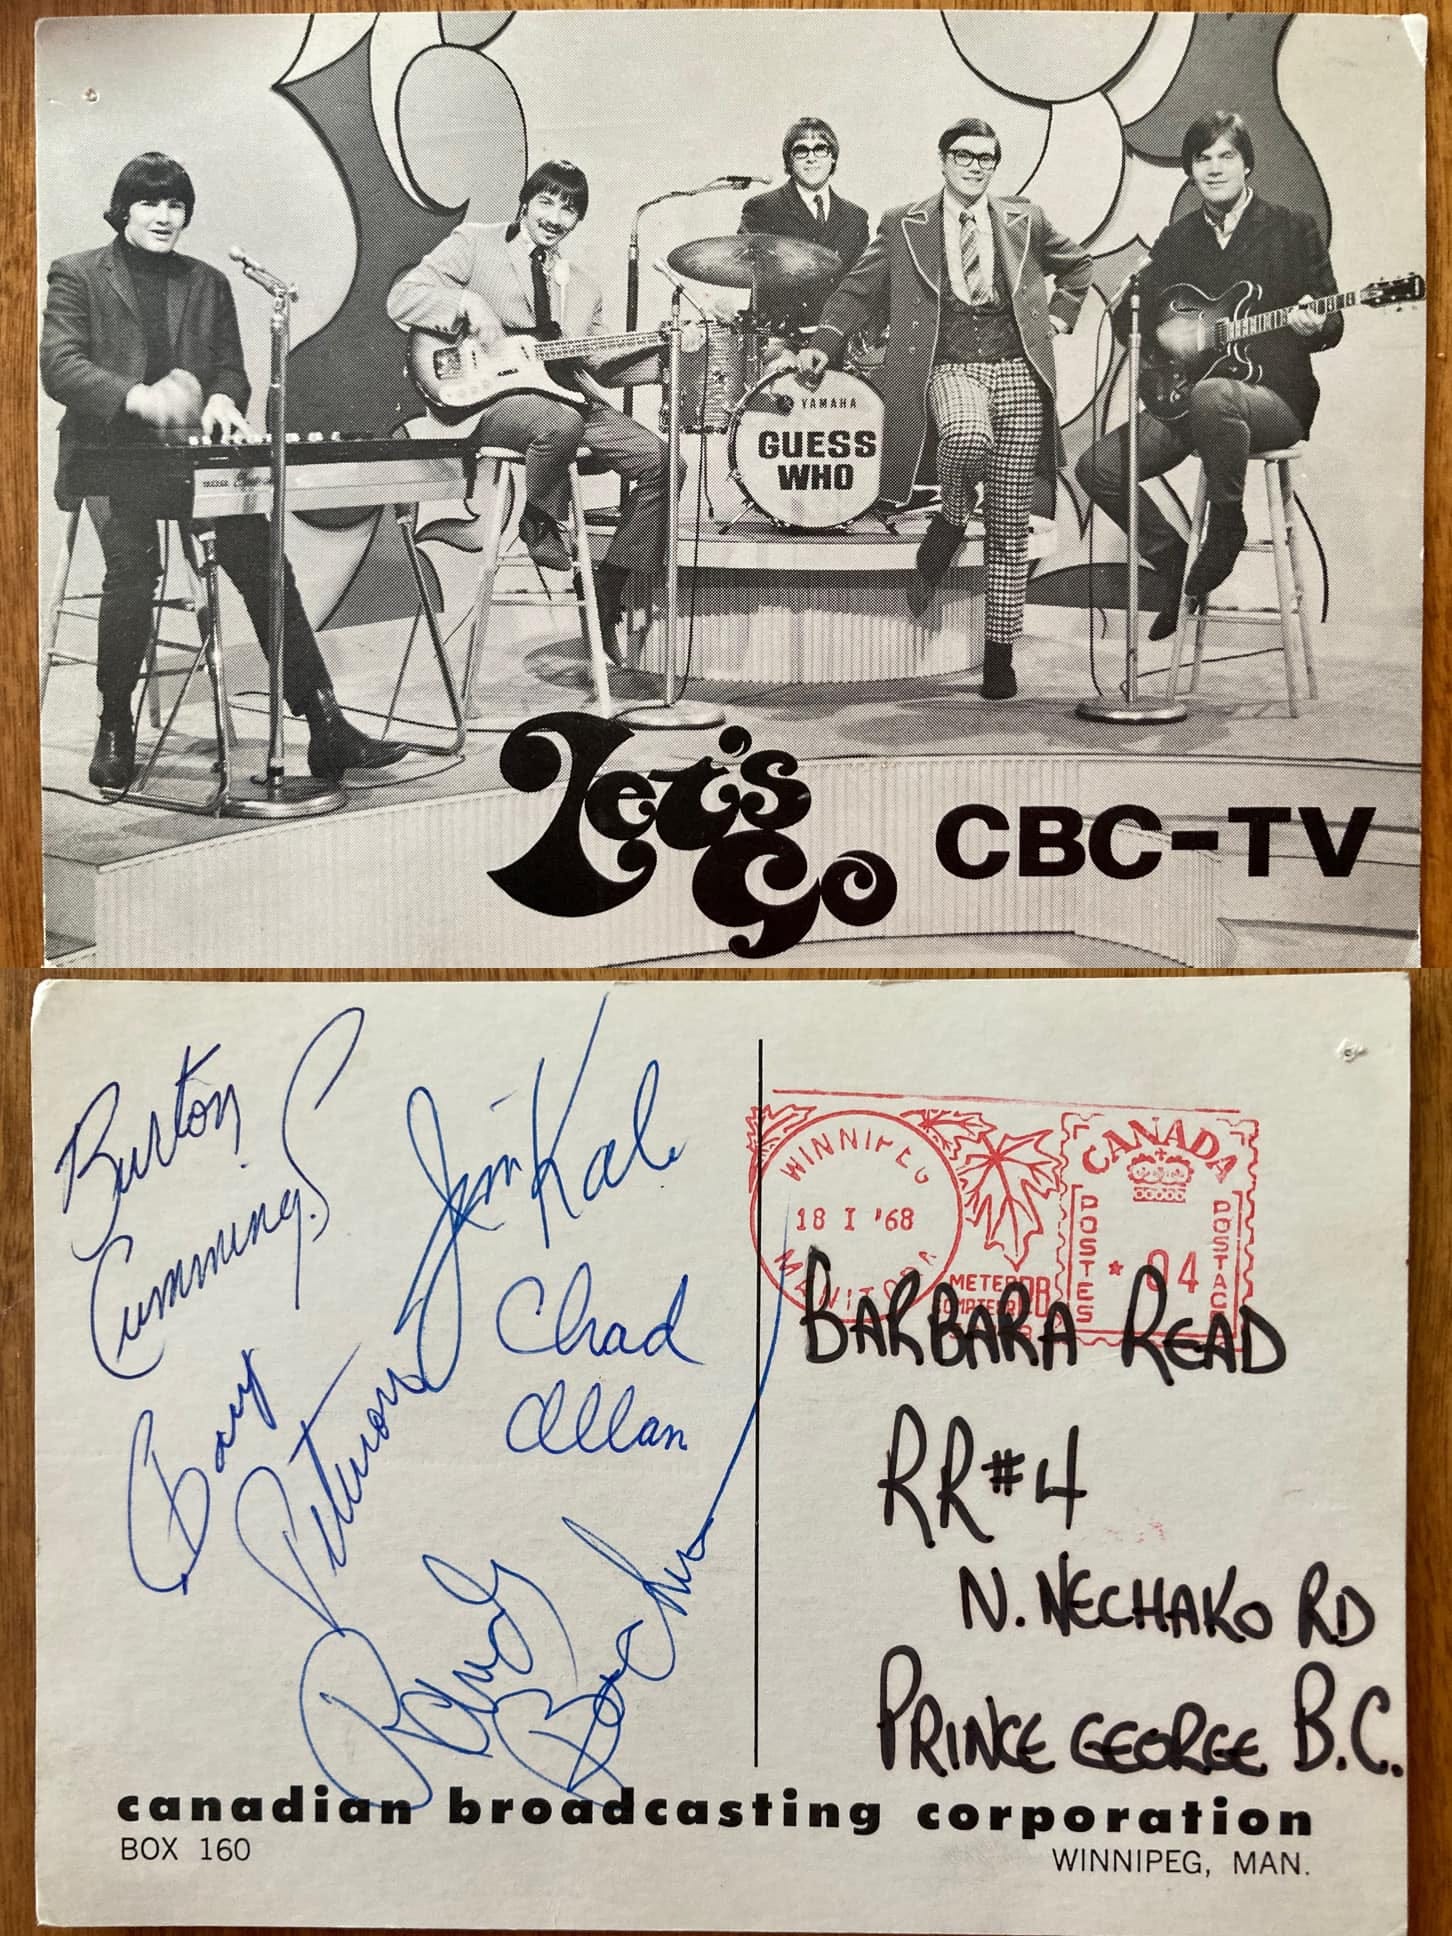 YAMAHA
GUESS
WHO
Let's
Go
CBC-TV
Burton
Cummings
Jim Kale
Chad
Allan
Garry
Peterson
Randy
Bachman
WINNIPEG
18 I '68
MANITOBA
CANADA
POSTES
POSTAGE
* 04
METER
BARBARA READ
RR#4
N. NECHAKO RD
PRINCE GEORGE B.C.
canadian broadcasting corporation
BOX 160
WINNIPEG, MAN.